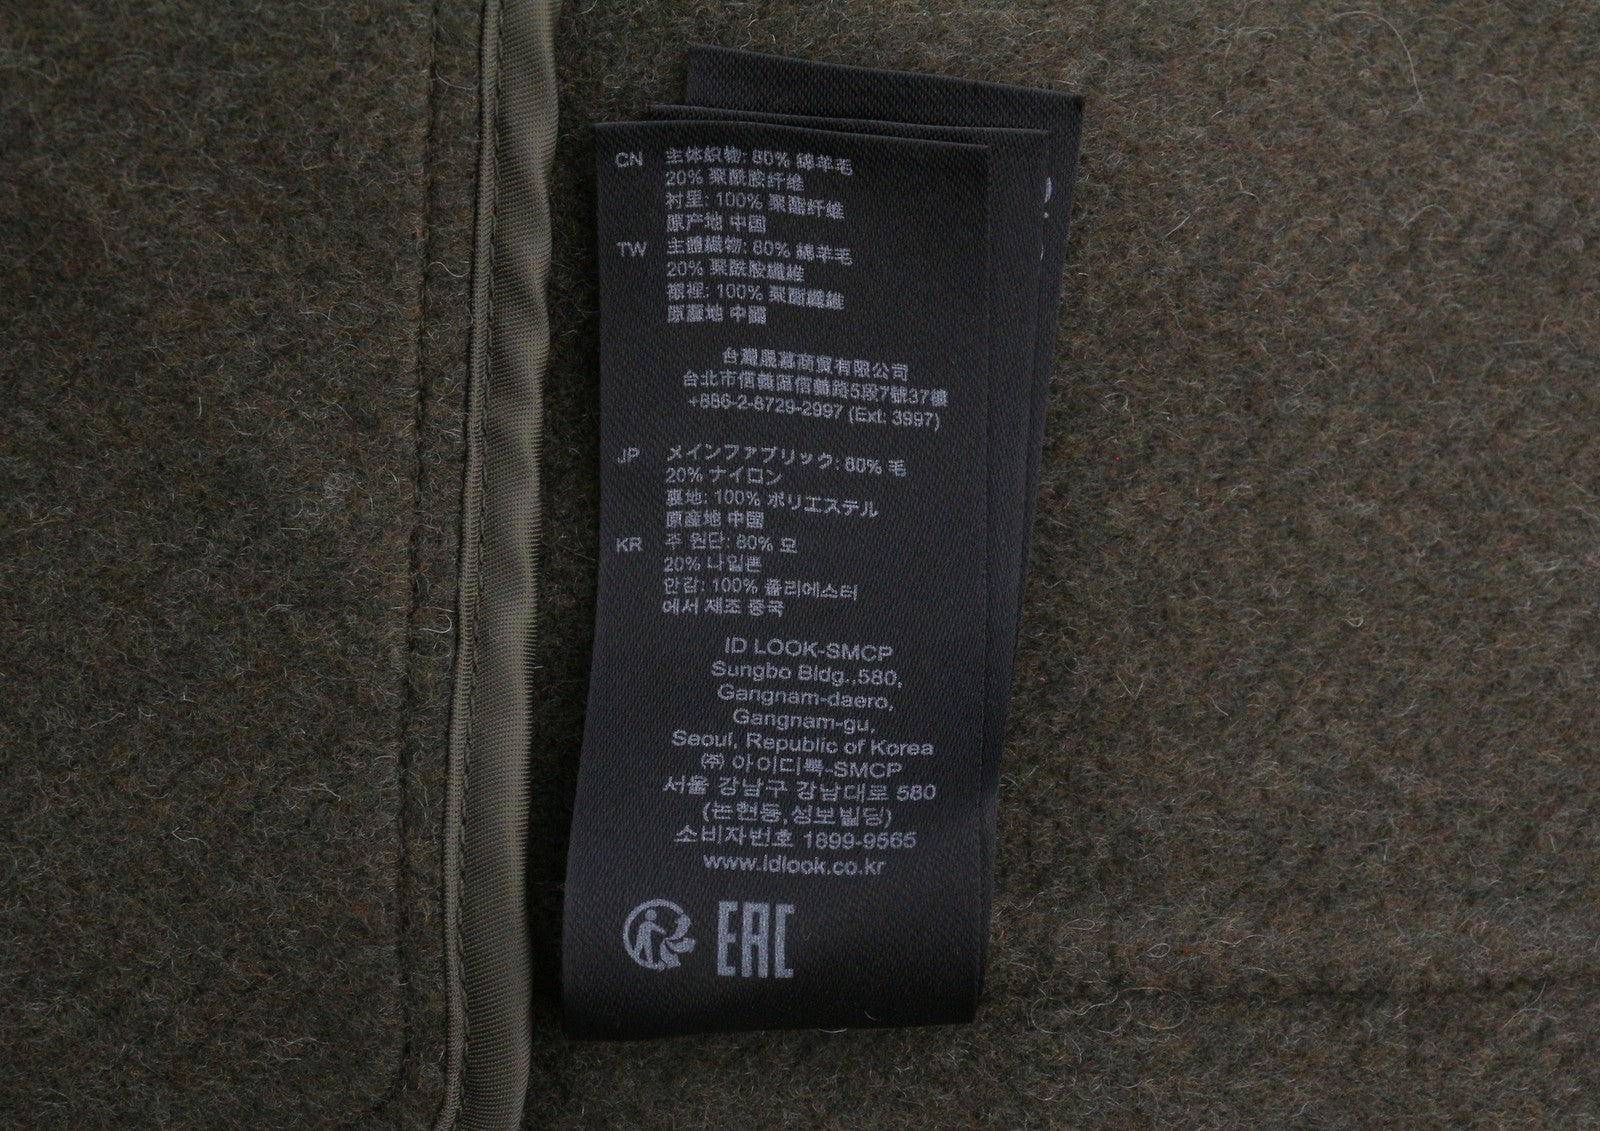 CN 主体织物: 80% 綿羊毛
20% 聚酰胺纤维
衬里: 100% 聚酯纤维
原产地 中国
TW 主體織物: 80% 綿羊毛
20% 聚酰胺纖維
襯裡: 100% 聚酯纖維
原產地 中國
台灣晨慕商貿有限公司
台北市信義區信義路5段7號37樓
+886-2-8729-2997 (Ext: 3997)
JP メインファブリック: 80% 毛
20% ナイロン
裏地: 100% ポリエステル
原産地 中国
KR 주 원단: 80% 모
20% 나일론
안감: 100% 폴리에스터
에서 제조 중국
ID LOOK-SMCP
Sungbo Bldg.,580,
Gangnam-daero,
Gangnam-gu,
Seoul, Republic of Korea
㈜ 아이디룩-SMCP
서울 강남구 강남대로 580
(논현동,성보빌딩)
소비자번호 1899-9565
www.idlook.co.kr
EAC